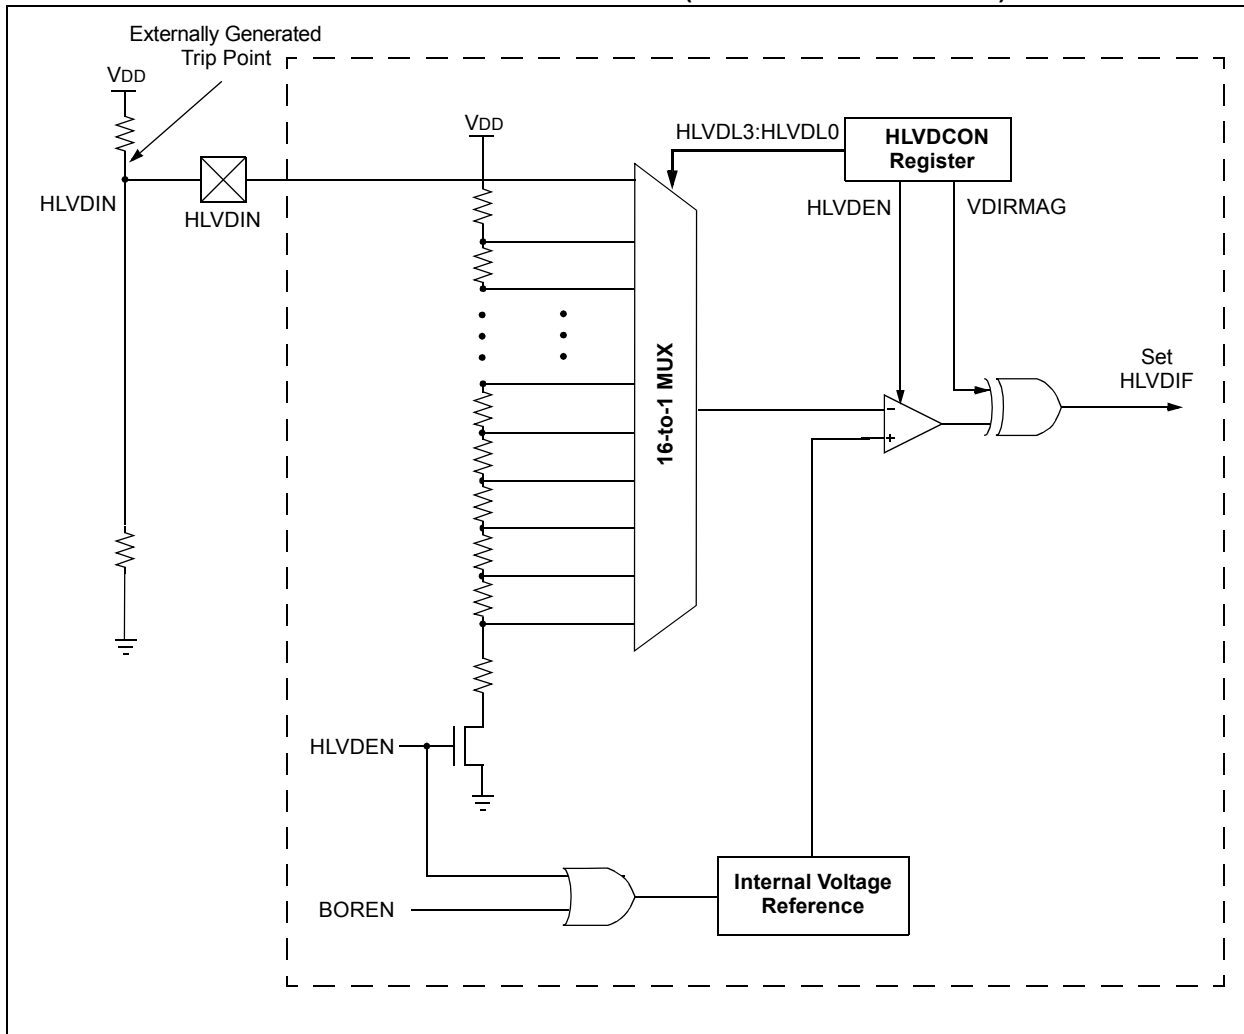 Externally Generated
Trip Point
VDD
VDD
HLVDL3:HLVDL0
HLVDCON
Register
HLVDIN
HLVDIN
HLVDEN
VDIRMAG
16-to-1 MUX
Set
HLVDIF
-
+
HLVDEN
BOREN
Internal Voltage
Reference